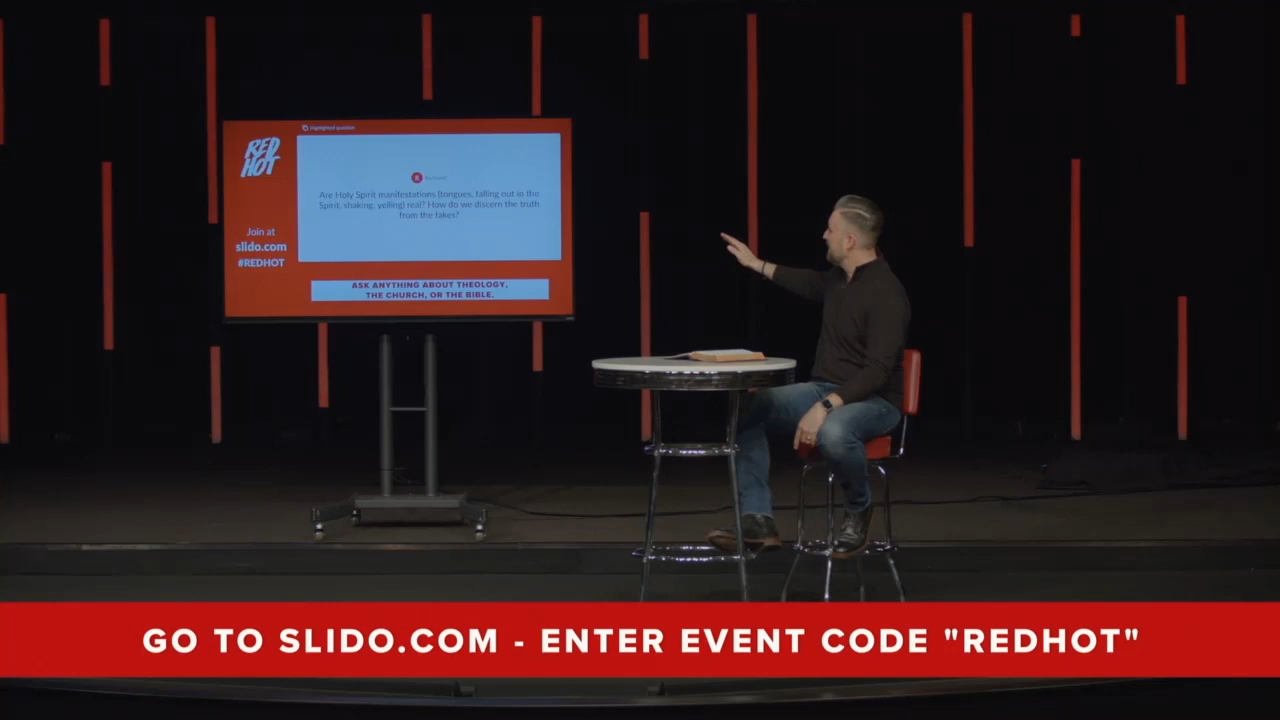 Highlighted question
RED
HOT
Are Holy Spirit manifestations (tongues, falling out in the
Spirit, shaking, yelling) real? How do we discern the truth
from the fakes?
Join at
slido.com
#REDHOT
ASK ANYTHING ABOUT THEOLOGY,
THE CHURCH, OR THE BIBLE.
GO TO SLIDO.COM - ENTER EVENT CODE "REDHOT"